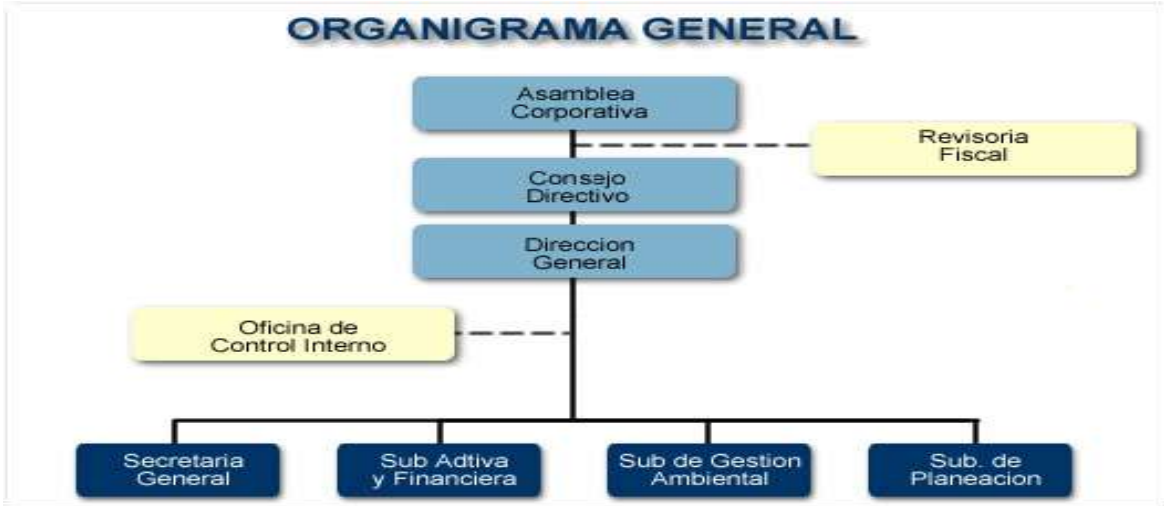 ORGANIGRAMA GENERAL
Asamblea
Corporativa
Revisoria
Fiscal
Consejo
Directivo
Direccion
General
Oficina de
Control Interno
Secretaria
General
Sub Adtiva
y Financiera
Sub de Gestion
Ambiental
Sub. de
Planeacion